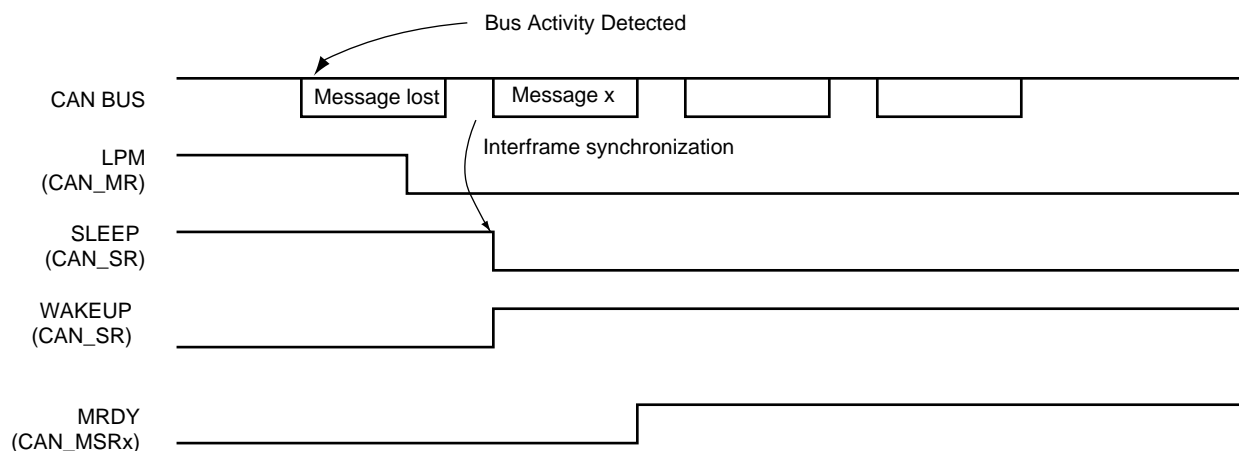 Bus Activity Detected
CAN BUS
Message lost
Message x
Interframe synchronization
LPM
(CAN_MR)
SLEEP
(CAN_SR)
WAKEUP
(CAN_SR)
MRDY
(CAN_MSRx)